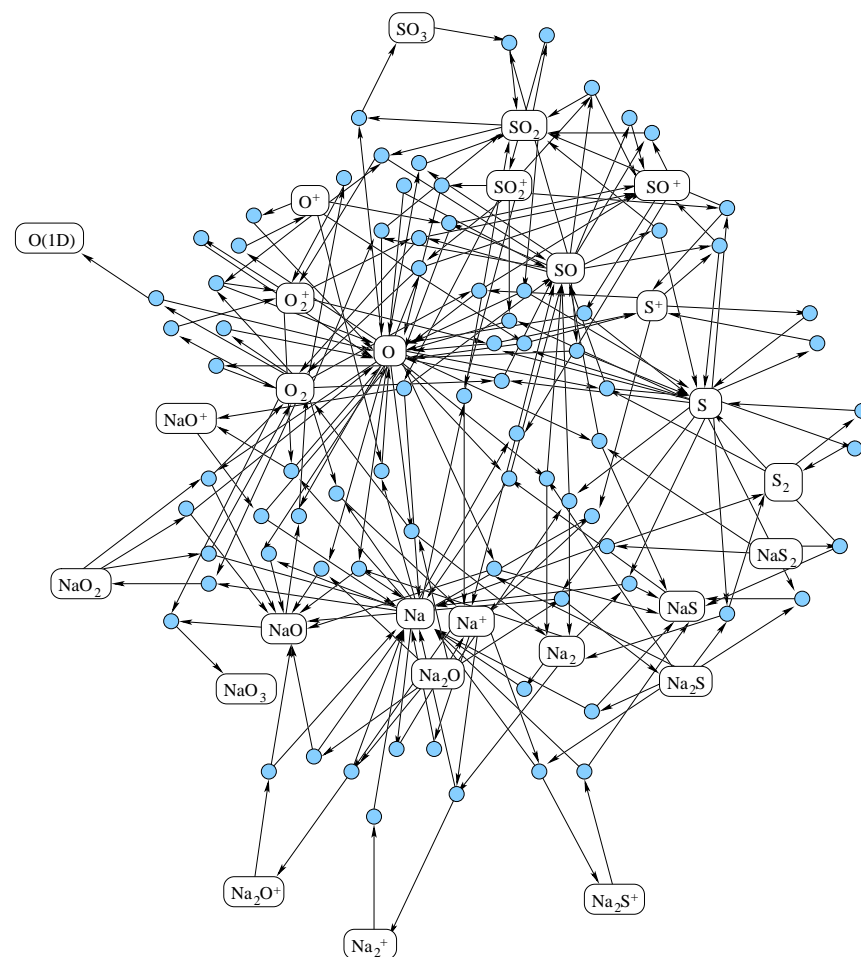 SO₃
SO₂
SO₂⁺
SO⁺
O⁺
O(1D)
SO
O₂⁺
S⁺
O
O₂
S
NaO⁺
S₂
NaS₂
NaO₂
NaS
Na
Na⁺
NaO
Na₂
Na₂O
Na₂S
NaO₃
Na₂O⁺
Na₂S⁺
Na₂⁺